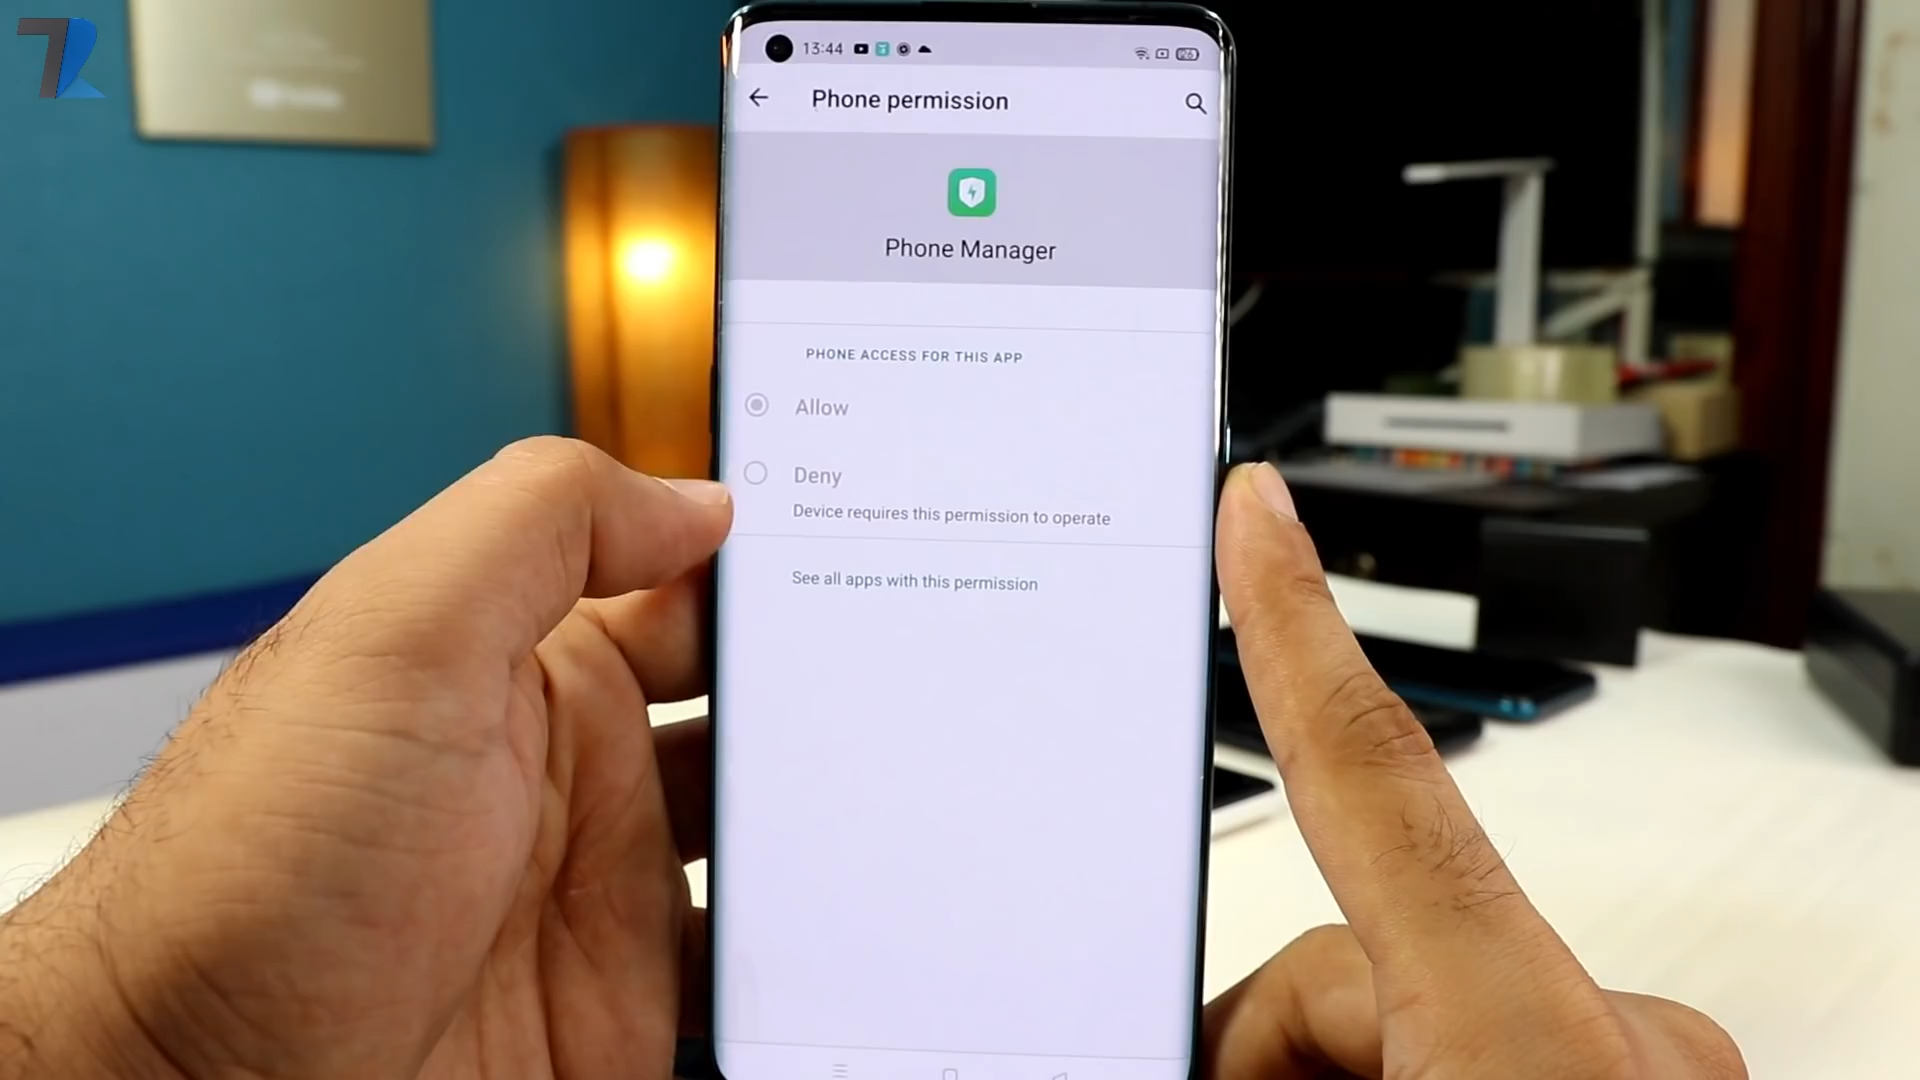 13:44
Phone permission
Phone Manager
PHONE ACCESS FOR THIS APP
Allow
Deny
Device requires this permission to operate
See all apps with this permission